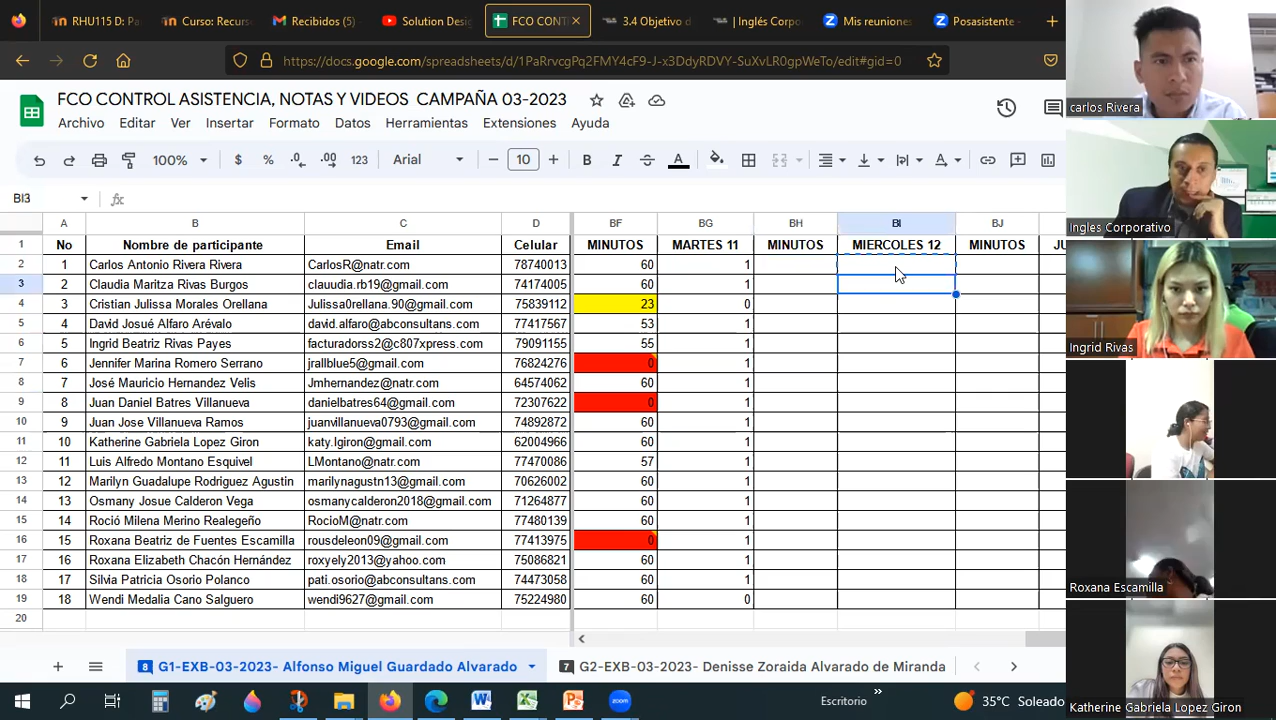 RHU115 D: Pa
Curso: Recurs
Recibidos (5)
Solution Desi
FCO CONT
3.4 Objetivo d
| Inglés Corpo
Mis reuniones
Posasistente -
https://docs.google.com/spreadsheets/d/1PaRrvcgPq2FMY4cF9-J-x3DdyRDVY-SuXvLR0gpWeTo/edit#gid=0
FCO CONTROL ASISTENCIA, NOTAS Y VIDEOS CAMPAÑA 03-2023
Archivo Editar Ver Insertar Formato Datos Herramientas Extensiones Ayuda
100% $ % .0 .00 123 Arial 10 B I A
BI3 fx
A B C D BF BG BH BI BJ
1 No Nombre de participante Email Celular MINUTOS MARTES 11 MINUTOS MIERCOLES 12 MINUTOS JU
2 1 Carlos Antonio Rivera Rivera CarlosR@natr.com 78740013 60 1
3 2 Claudia Maritza Rivas Burgos clauudia.rb19@gmail.com 74174005 60 1
4 3 Cristian Julissa Morales Orellana Julissa0rellana.90@gmail.com 75839112 23 0
5 4 David Josué Alfaro Arévalo david.alfaro@abconsultans.com 77417567 53 1
6 5 Ingrid Beatriz Rivas Payes facturadorss2@c807xpress.com 79091155 55 1
7 6 Jennifer Marina Romero Serrano jrallblue5@gmail.com 76824276 0 1
8 7 José Mauricio Hernandez Velis Jmhernandez@natr.com 64574062 60 1
9 8 Juan Daniel Batres Villanueva danielbatres64@gmail.com 72307622 0 1
10 9 Juan Jose Villanueva Ramos juanvillanueva0793@gmail.com 74892872 60 1
11 10 Katherine Gabriela Lopez Giron katy.lgiron@gmail.com 62004966 60 1
12 11 Luis Alfredo Montano Esquivel LMontano@natr.com 77470086 57 1
13 12 Marilyn Guadalupe Rodriguez Agustin marilynagustn13@gmail.com 70626002 60 1
14 13 Osmany Josue Calderon Vega osmanycalderon2018@gmail.com 71264877 60 1
15 14 Roció Milena Merino Realegeño RocioM@natr.com 77480139 60 1
16 15 Roxana Beatriz de Fuentes Escamilla rousdeleon09@gmail.com 77413975 0 1
17 16 Roxana Elizabeth Chacón Hernández roxyely2013@yahoo.com 75086821 60 1
18 17 Silvia Patricia Osorio Polanco pati.osorio@abconsultans.com 74473058 60 1
19 18 Wendi Medalia Cano Salguero wendi9627@gmail.com 75224980 60 0
20
8 G1-EXB-03-2023- Alfonso Miguel Guardado Alvarado
7 G2-EXB-03-2023- Denisse Zorada Alvarado de Miranda
Escritorio » 35°C Soleado
carlos Rivera
Ingles Corporativo
Ingrid Rivas
Roxana Escamilla
Katherine Gabriela Lopez Giron